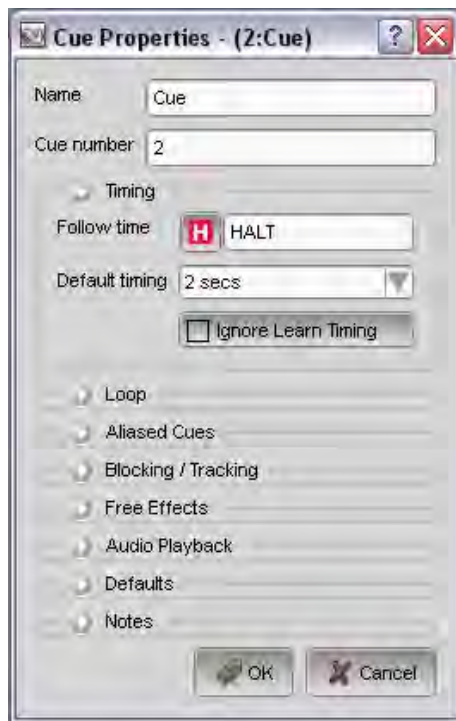 Cue Properties - (2:Cue) ?
Name Cue
Cue number 2
Timing
Follow time H HALT
Default timing 2 secs
Ignore Learn Timing
Loop
Aliased Cues
Blocking / Tracking
Free Effects
Audio Playback
Defaults
Notes
OK Cancel